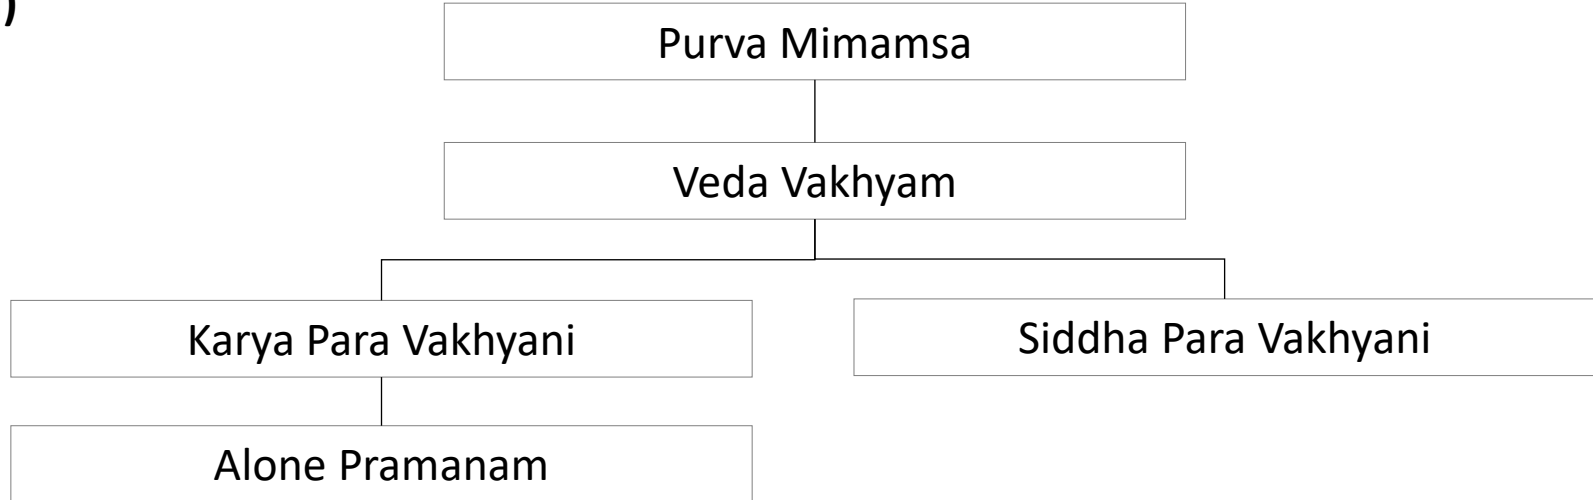 )
Purva Mimamsa
Veda Vakhyam
Karya Para Vakhyani
Siddha Para Vakhyani
Alone Pramanam